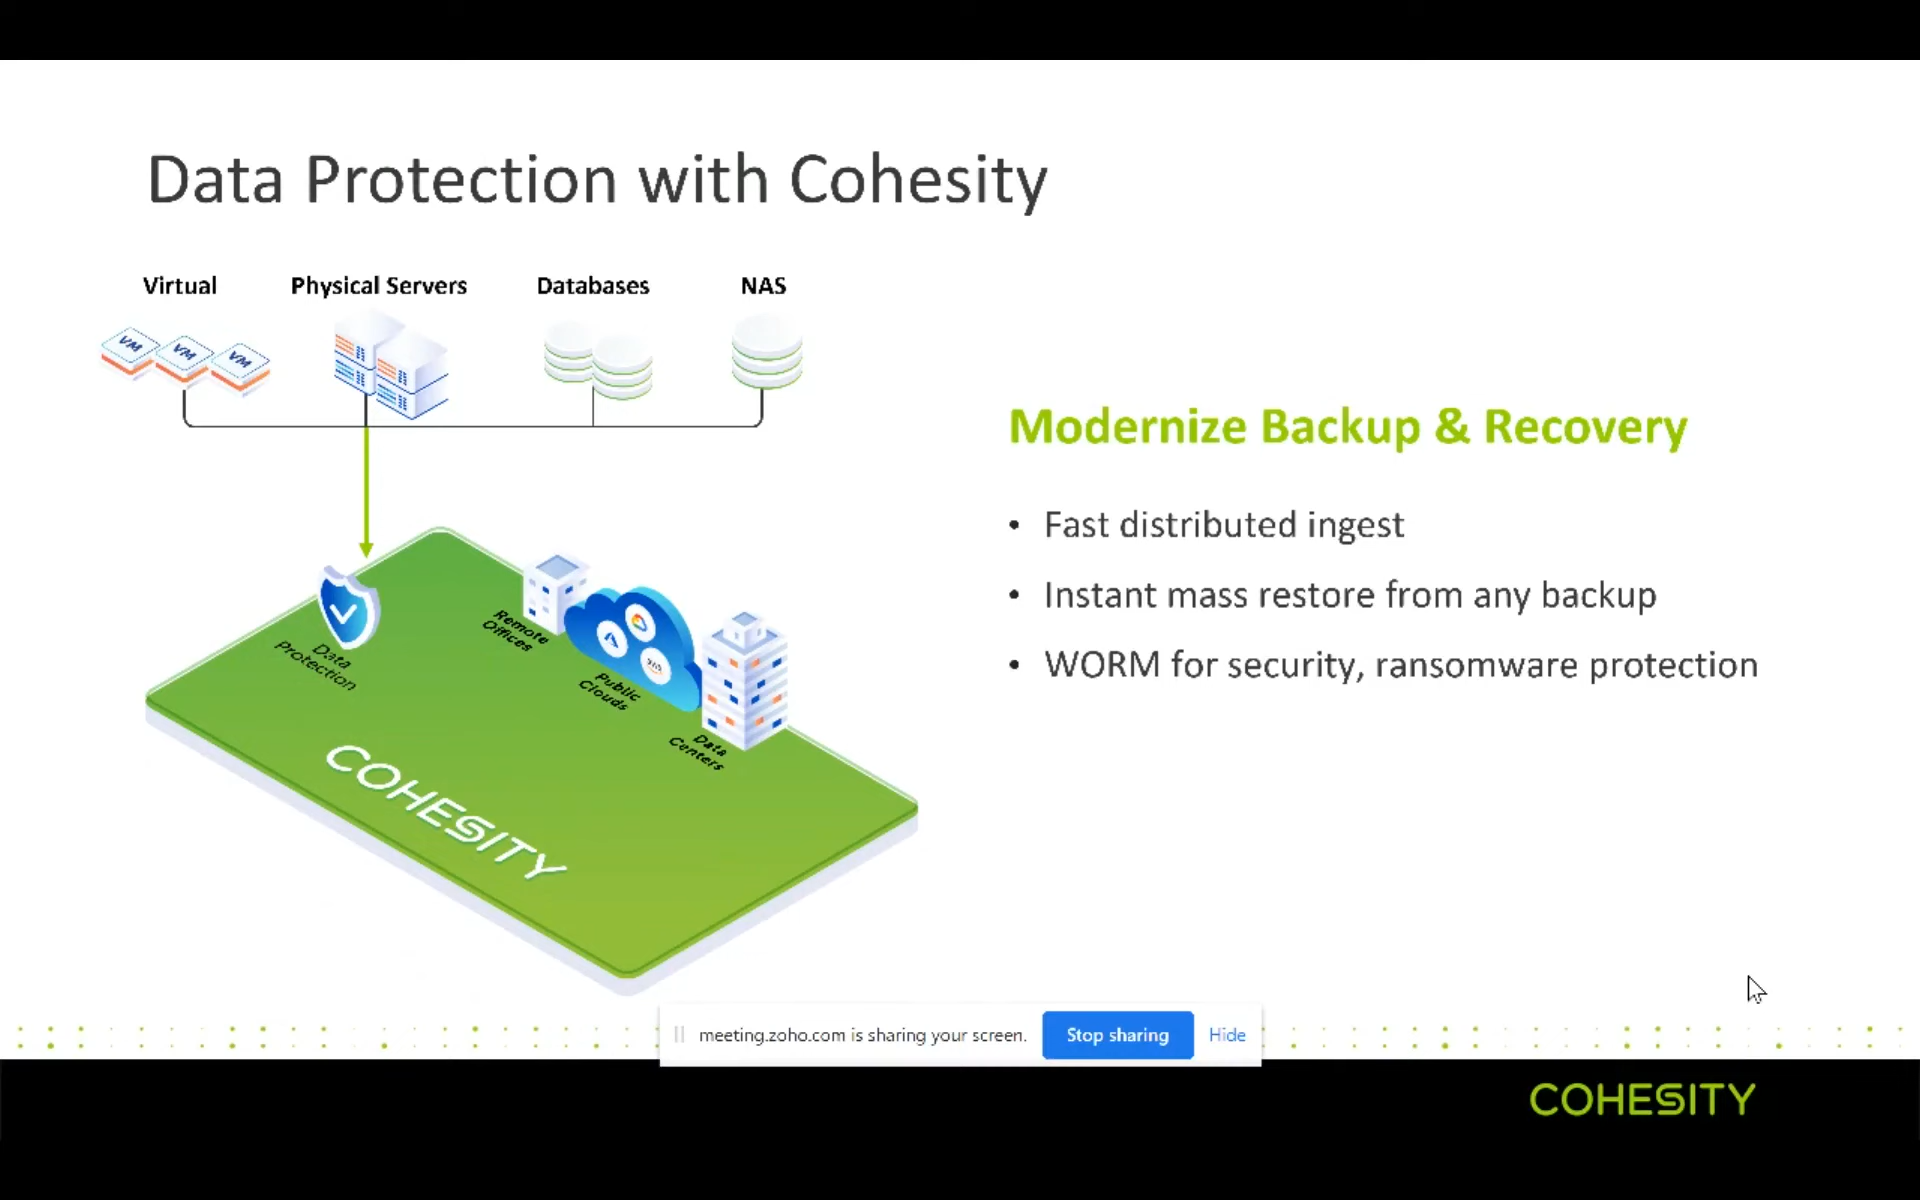 Data Protection with Cohesity
Virtual
Physical Servers
Databases
NAS
VM
VM
VM
Modernize Backup & Recovery
• Fast distributed ingest
• Instant mass restore from any backup
• WORM for security, ransomware protection
Remote
Offices
Data
Protection
Public
Clouds
aws
Data
Centers
COHESITY
meeting.zoho.com is sharing your screen.
Stop sharing
Hide
COHESITY